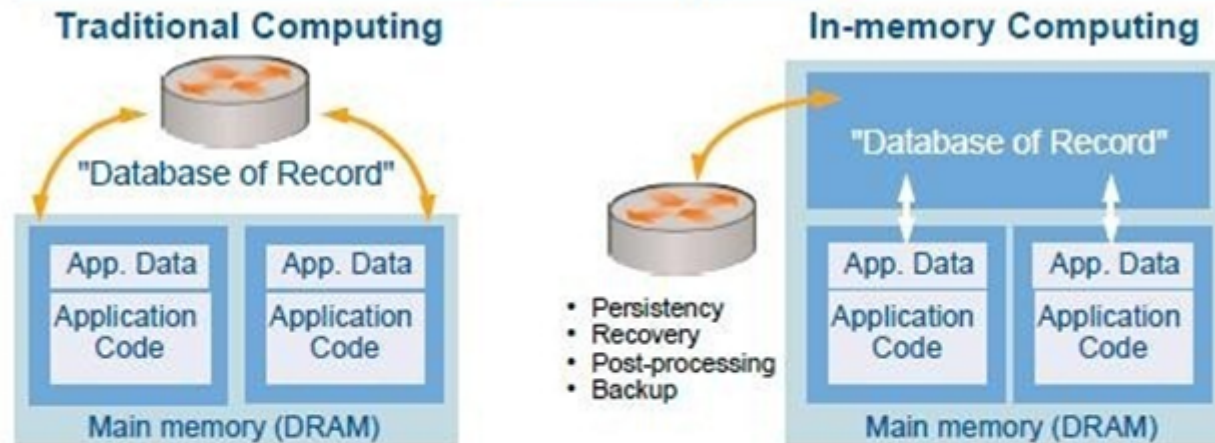 Traditional Computing
"Database of Record"
App. Data
Application
Code
App. Data
Application
Code
Main memory (DRAM)
In-memory Computing
"Database of Record"
• Persistency
• Recovery
• Post-processing
• Backup
App. Data
Application
Code
App. Data
Application
Code
Main memory (DRAM)